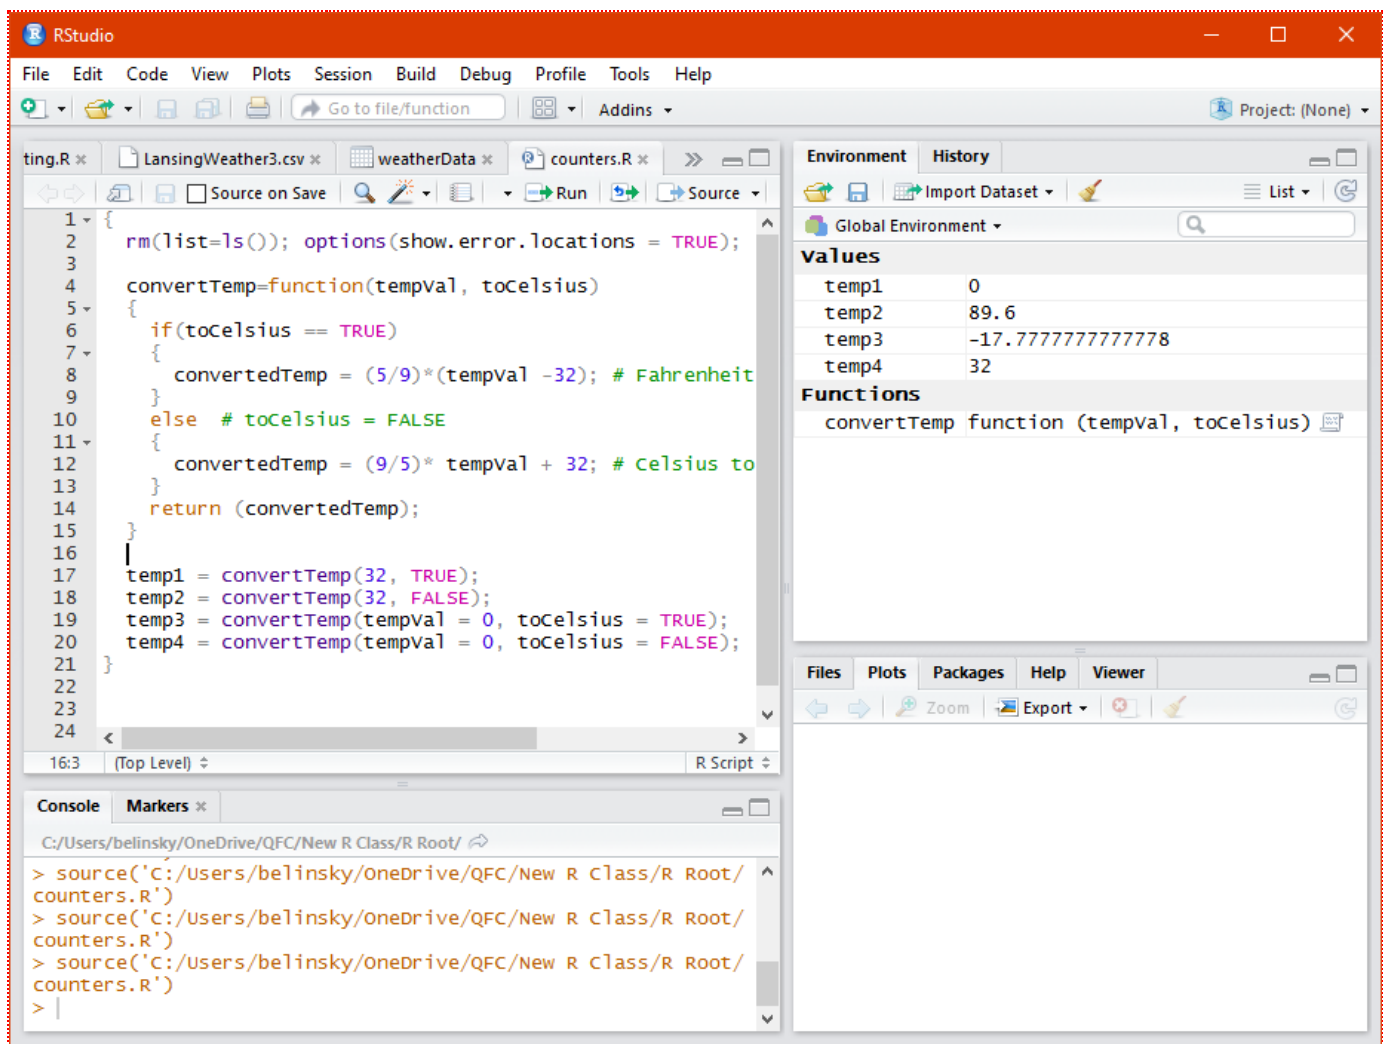 RStudio
File Edit Code View Plots Session Build Debug Profile Tools Help
Go to file/function Addins Project: (None)
ting.R LansingWeather3.csv weatherData counters.R
Source on Save Run Source
1 {
2 rm(list=ls()); options(show.error.locations = TRUE);
3
4 convertTemp=function(tempVal, toCelsius)
5 {
6 if(toCelsius == TRUE)
7 {
8 convertedTemp = (5/9)*(tempVal -32); # Fahrenheit
9 }
10 else # toCelsius = FALSE
11 {
12 convertedTemp = (9/5)* tempVal + 32; # Celsius to
13 }
14 return (convertedTemp);
15 }
16
17 temp1 = convertTemp(32, TRUE);
18 temp2 = convertTemp(32, FALSE);
19 temp3 = convertTemp(tempVal = 0, toCelsius = TRUE);
20 temp4 = convertTemp(tempVal = 0, toCelsius = FALSE);
21 }
22
23
24
16:3 (Top Level) R Script
Console Markers
C:/Users/belinsky/OneDrive/QFC/New R Class/R Root/
> source('C:/Users/belinsky/OneDrive/QFC/New R Class/R Root/
counters.R')
> source('C:/Users/belinsky/OneDrive/QFC/New R Class/R Root/
counters.R')
> source('C:/Users/belinsky/OneDrive/QFC/New R Class/R Root/
counters.R')
>
Environment History
Import Dataset List
Global Environment
Values
temp1 0
temp2 89.6
temp3 -17.7777777777778
temp4 32
Functions
convertTemp function (tempVal, toCelsius)
Files Plots Packages Help Viewer
Zoom Export